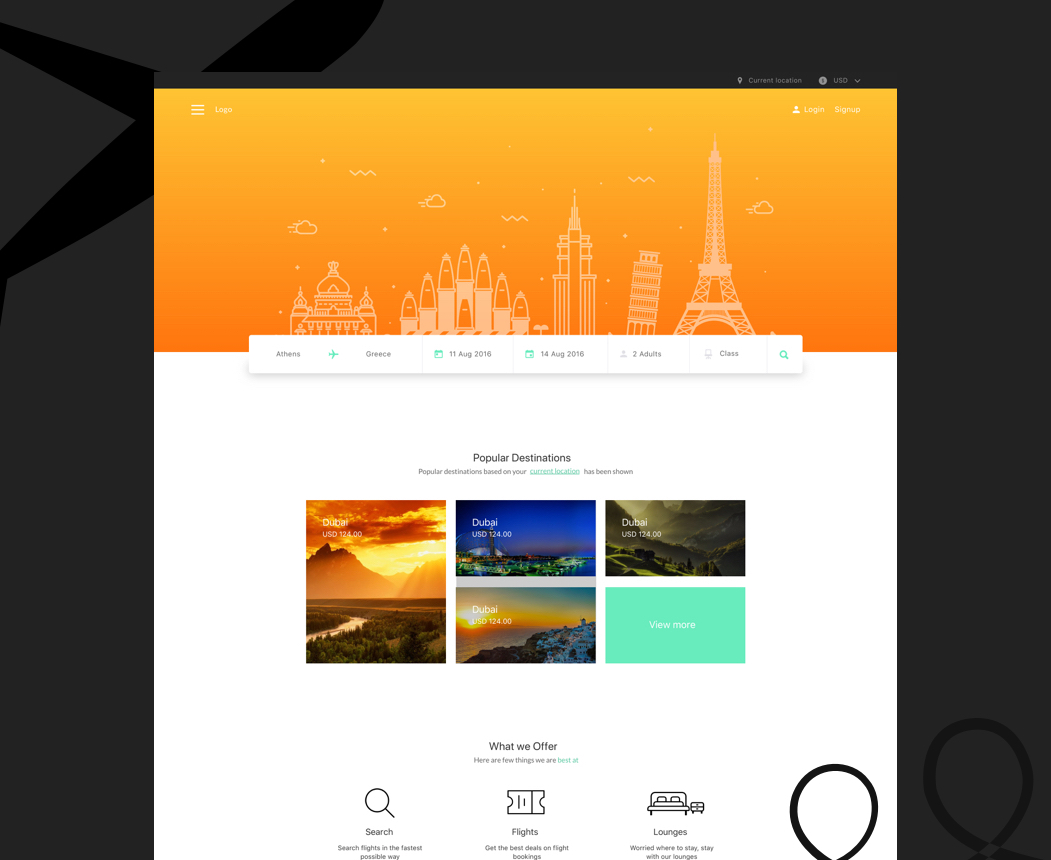 Current location
USD
Logo
Login Signup
Athens
Greece
11 Aug 2016
14 Aug 2016
2 Adults
Class
Popular Destinations
Popular destinations based on your current location has been shown
Dubai
USD 124.00
Dubai
USD 124.00
Dubai
USD 124.00
Dubai
USD 124.00
View more
What we Offer
Here are few things we are best at
Search
Search flights in the fastest
possible way
Flights
Get the best deals on flight
bookings
Lounges
Worried where to stay, stay
with our lounges